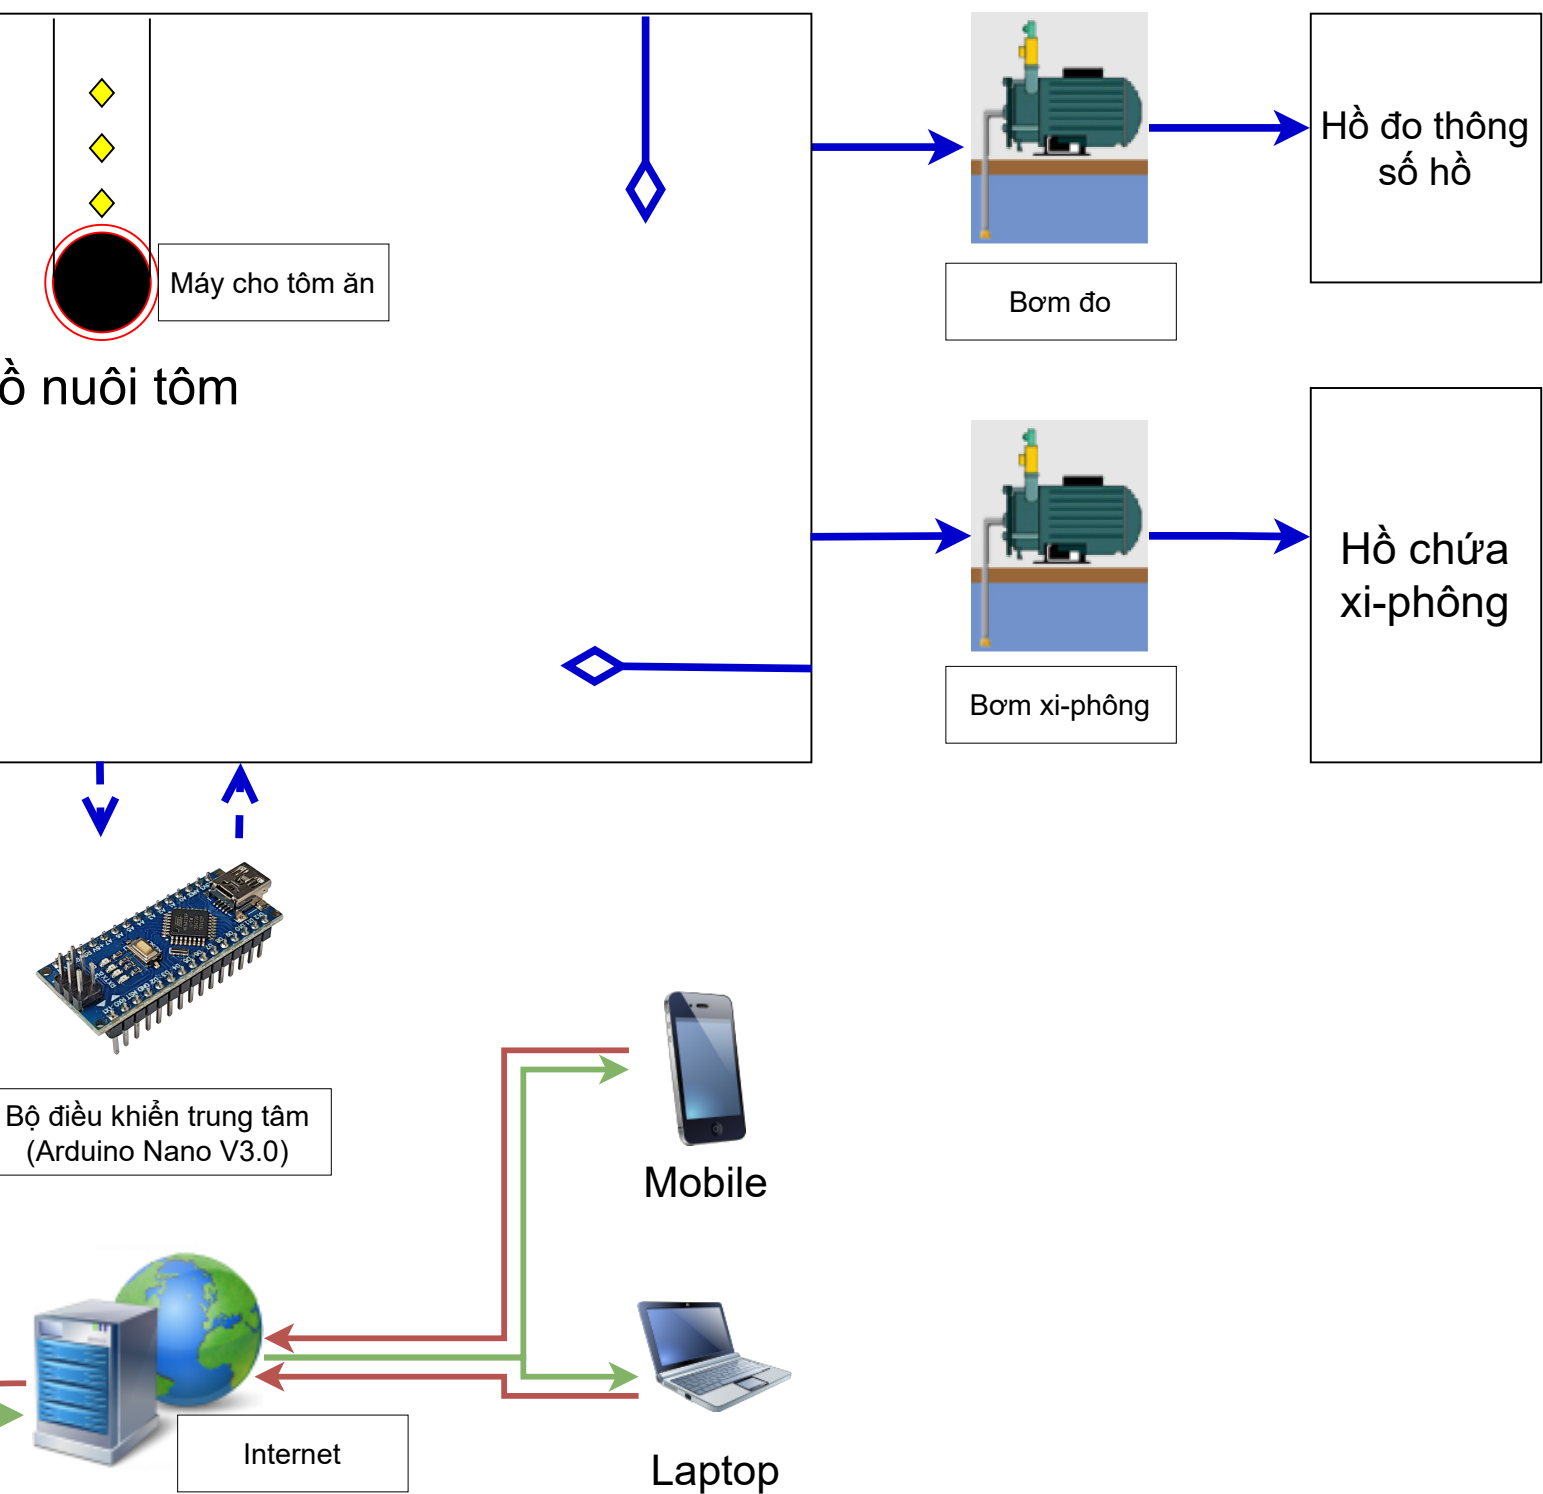 Hồ đo thông
số hồ
Máy cho tôm ăn
Bơm đo
ồ nuôi tôm
Hồ chứa
xi-phông
Bơm xi-phông
Bộ điều khiển trung tâm
(Arduino Nano V3.0)
Mobile
Internet
Laptop